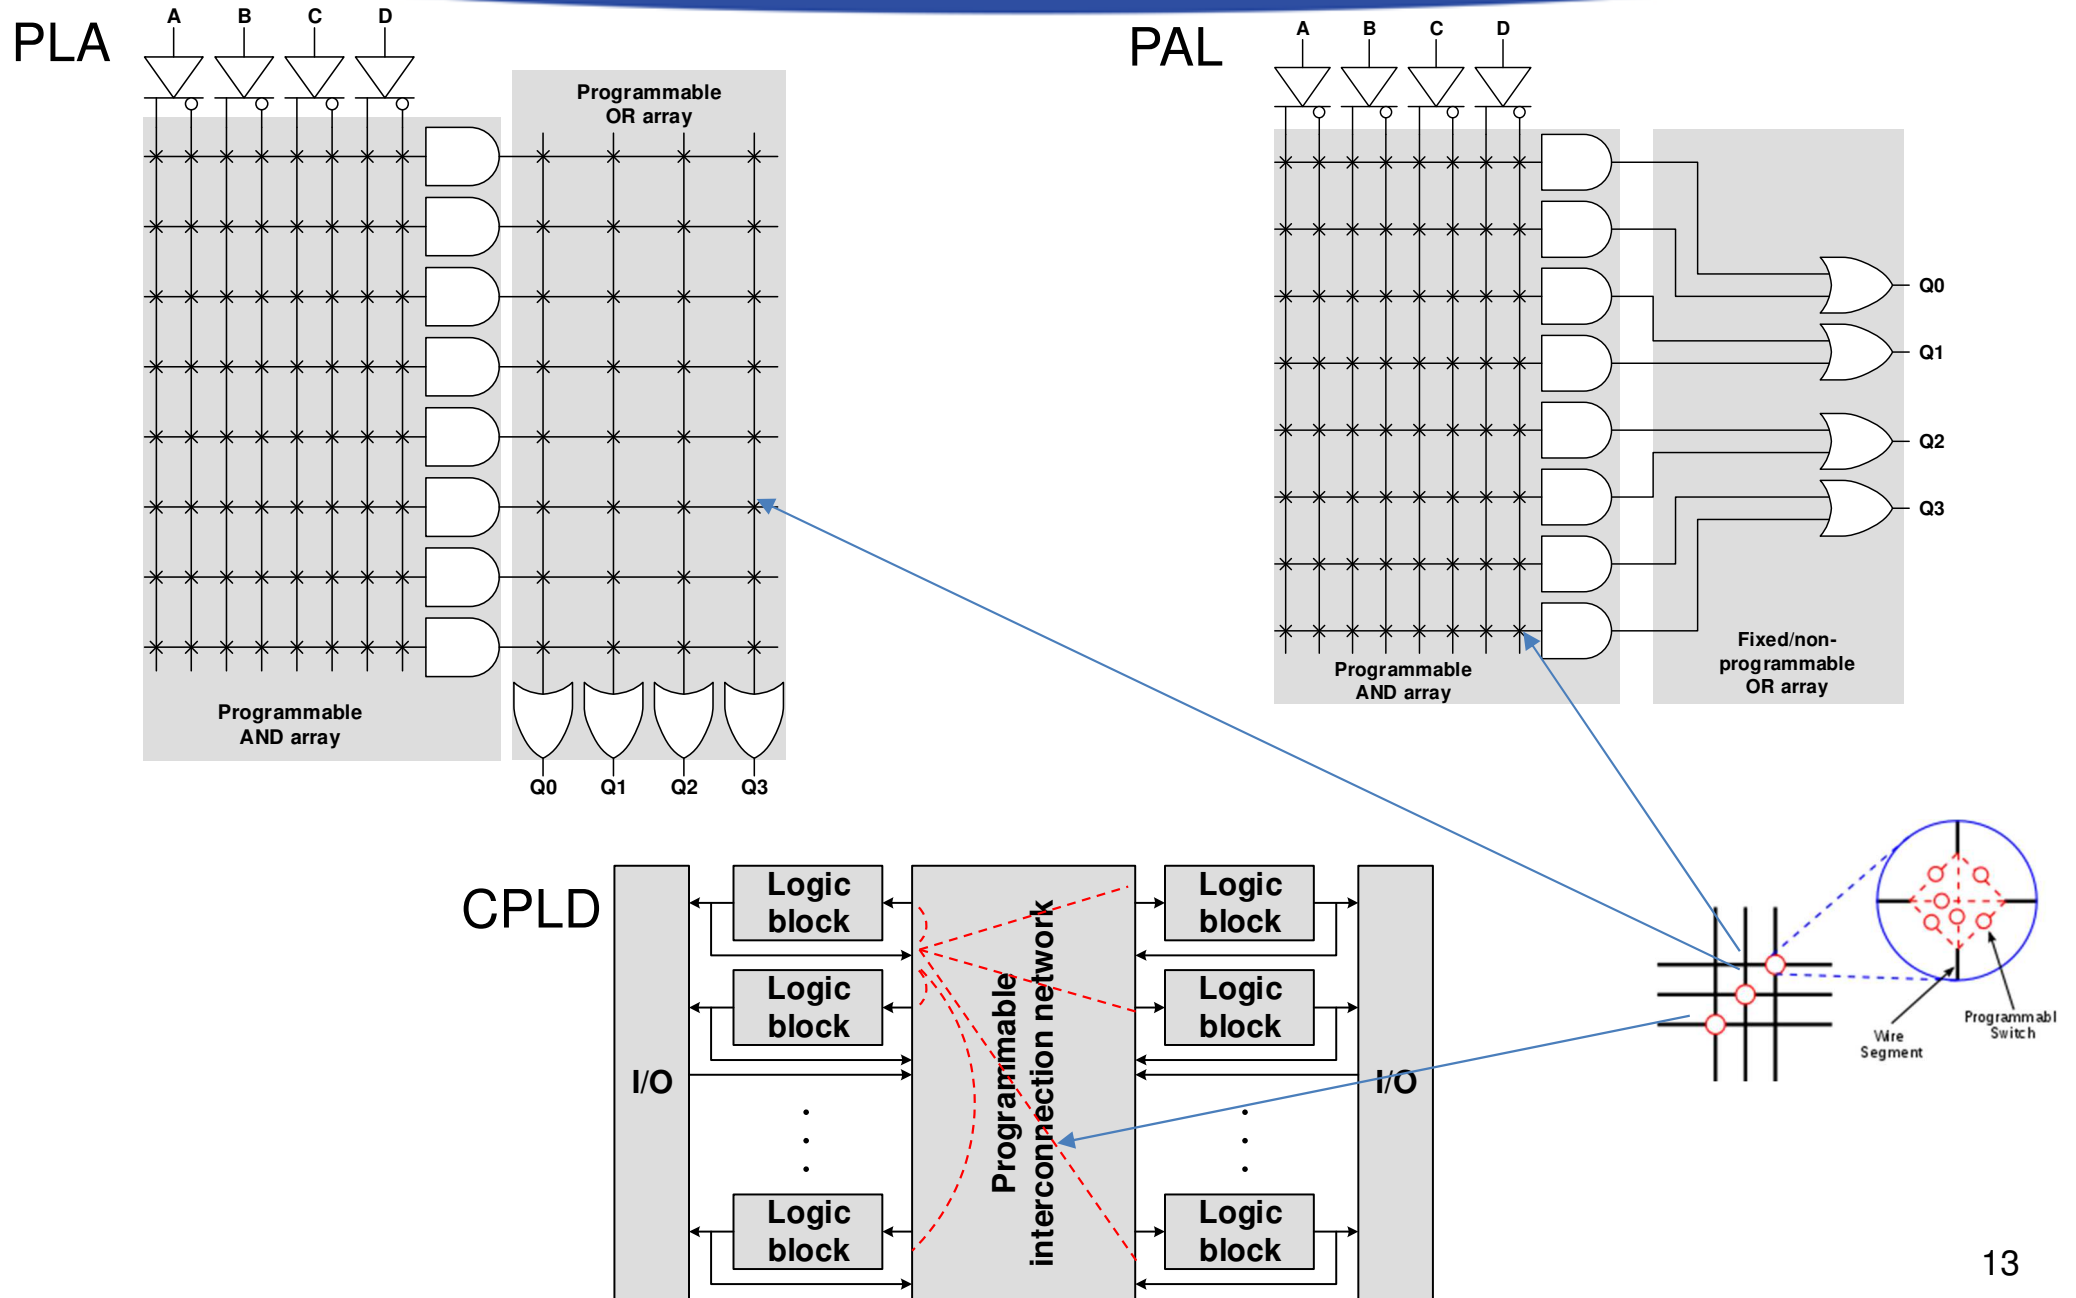 PLA
A B C D
Programmable
OR array
Programmable
AND array
Q0 Q1 Q2 Q3
PAL
A B C D
Q0
Q1
Q2
Q3
Programmable
AND array
Fixed/non-
programmable
OR array
CPLD
I/O
Logic
block
Logic
block
Logic
block
Programmable
interconnection network
Logic
block
Logic
block
Logic
block
I/O
Wire
Segment
Programmabl
Switch
13